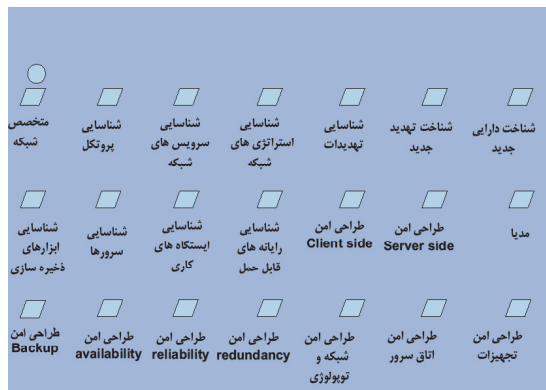 شناخت دارایی
جدید
شناخت تهدید
جدید
شناسایی
تهدیدات
شناسایی
استراتژی های
شبکه
شناسایی
سرویس های
شبکه
شناسایی
پروتکل
متخصص
شبکه
مدیا
طراحی امن
Server side
طراحی امن
Client side
شناسایی
رایانه های
قابل حمل
شناسایی
ایستگاه های
کاری
شناسایی
سرورها
شناسایی
ابزارهای
ذخیره سازی
طراحی امن
تجهیزات
طراحی امن
اتاق سرور
طراحی امن
شبکه و
توپولوژی
طراحی امن
redundancy
طراحی امن
reliability
طراحی امن
availability
طراحی امن
Backup